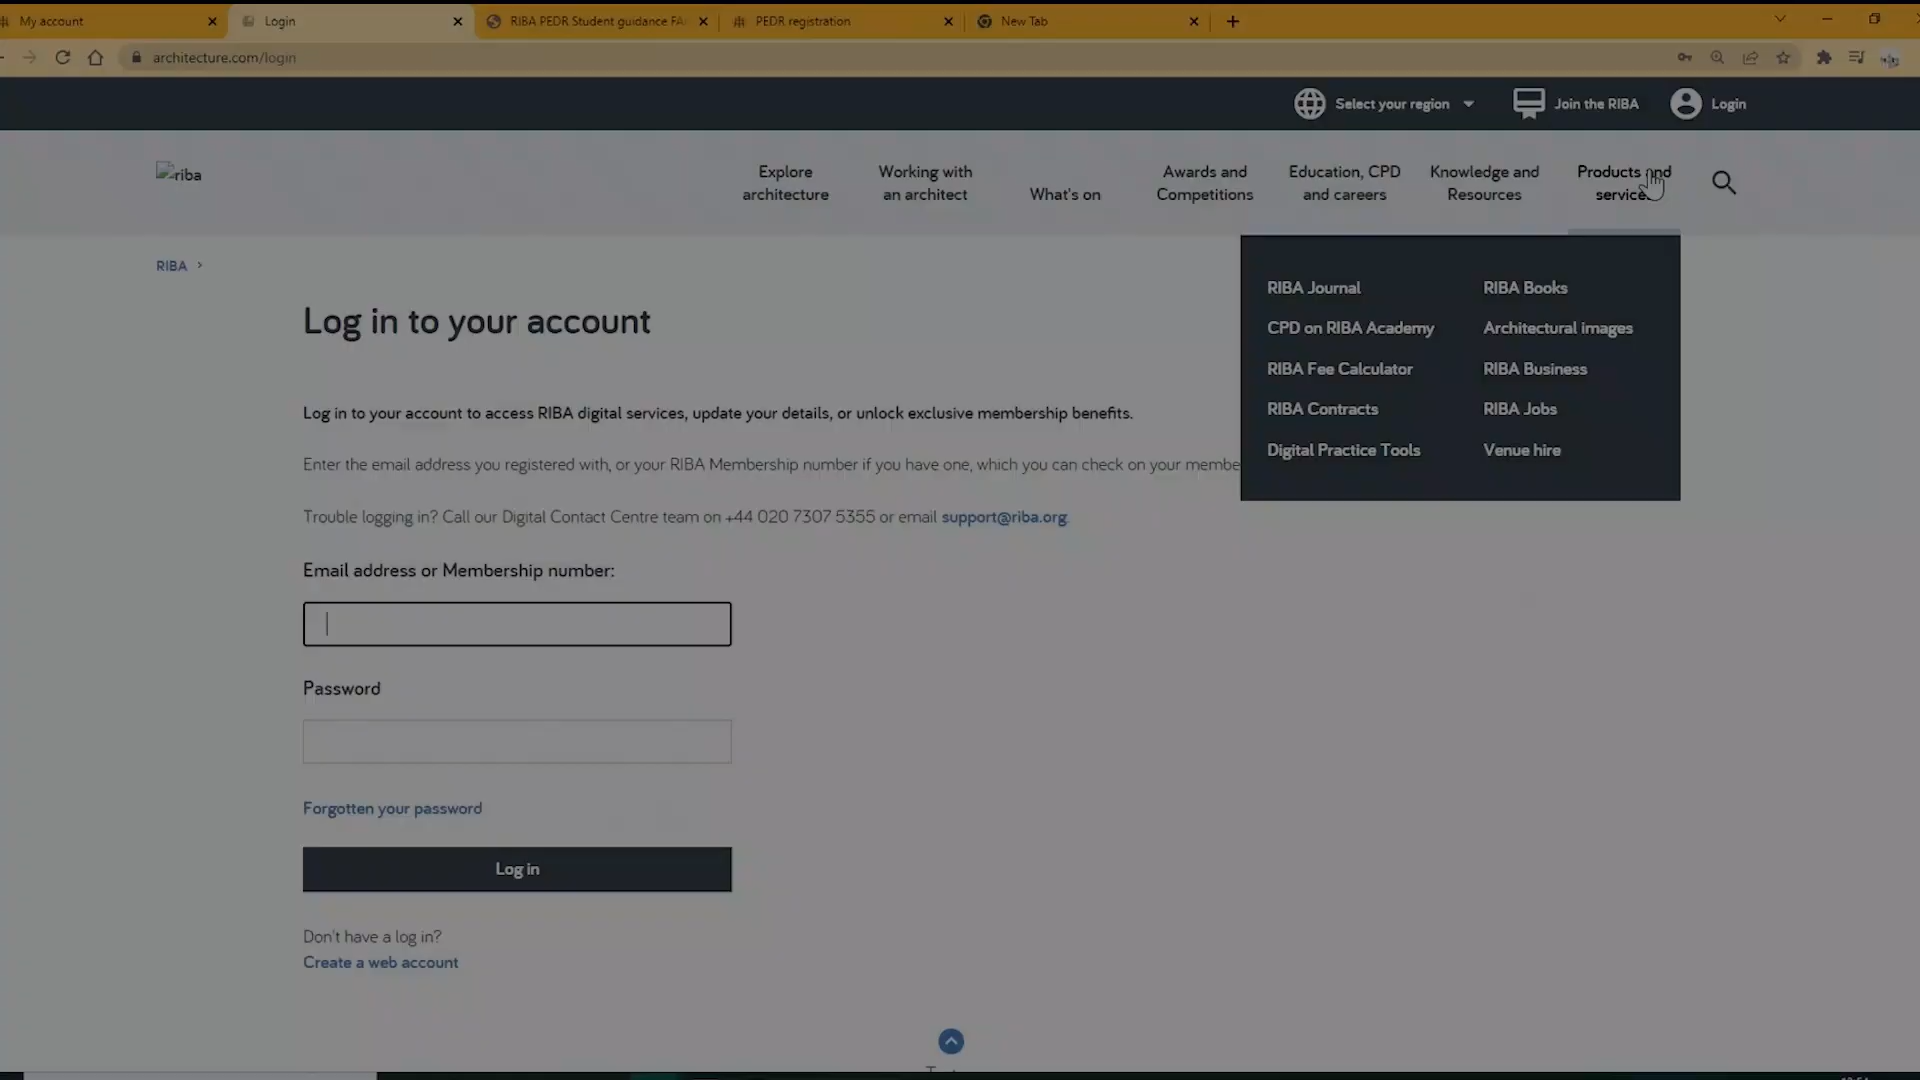 My account
Login
RIBA PEDR Student guidance FA
PEDR registration
New Tab
architecture.com/login
Select your region
Join the RIBA
Login
riba
Explore architecture
Working with an architect
What's on
Awards and Competitions
Education, CPD and careers
Knowledge and Resources
Products and services
RIBA >
RIBA Journal
RIBA Books
CPD on RIBA Academy
Architectural images
RIBA Fee Calculator
RIBA Business
RIBA Contracts
RIBA Jobs
Digital Practice Tools
Venue hire
Log in to your account
Log in to your account to access RIBA digital services, update your details, or unlock exclusive membership benefits.
Enter the email address you registered with, or your RIBA Membership number if you have one, which you can check on your membe
Trouble logging in? Call our Digital Contact Centre team on +44 020 7307 5355 or email support@riba.org.
Email address or Membership number:
Password
Forgotten your password
Log in
Don't have a log in?
Create a web account